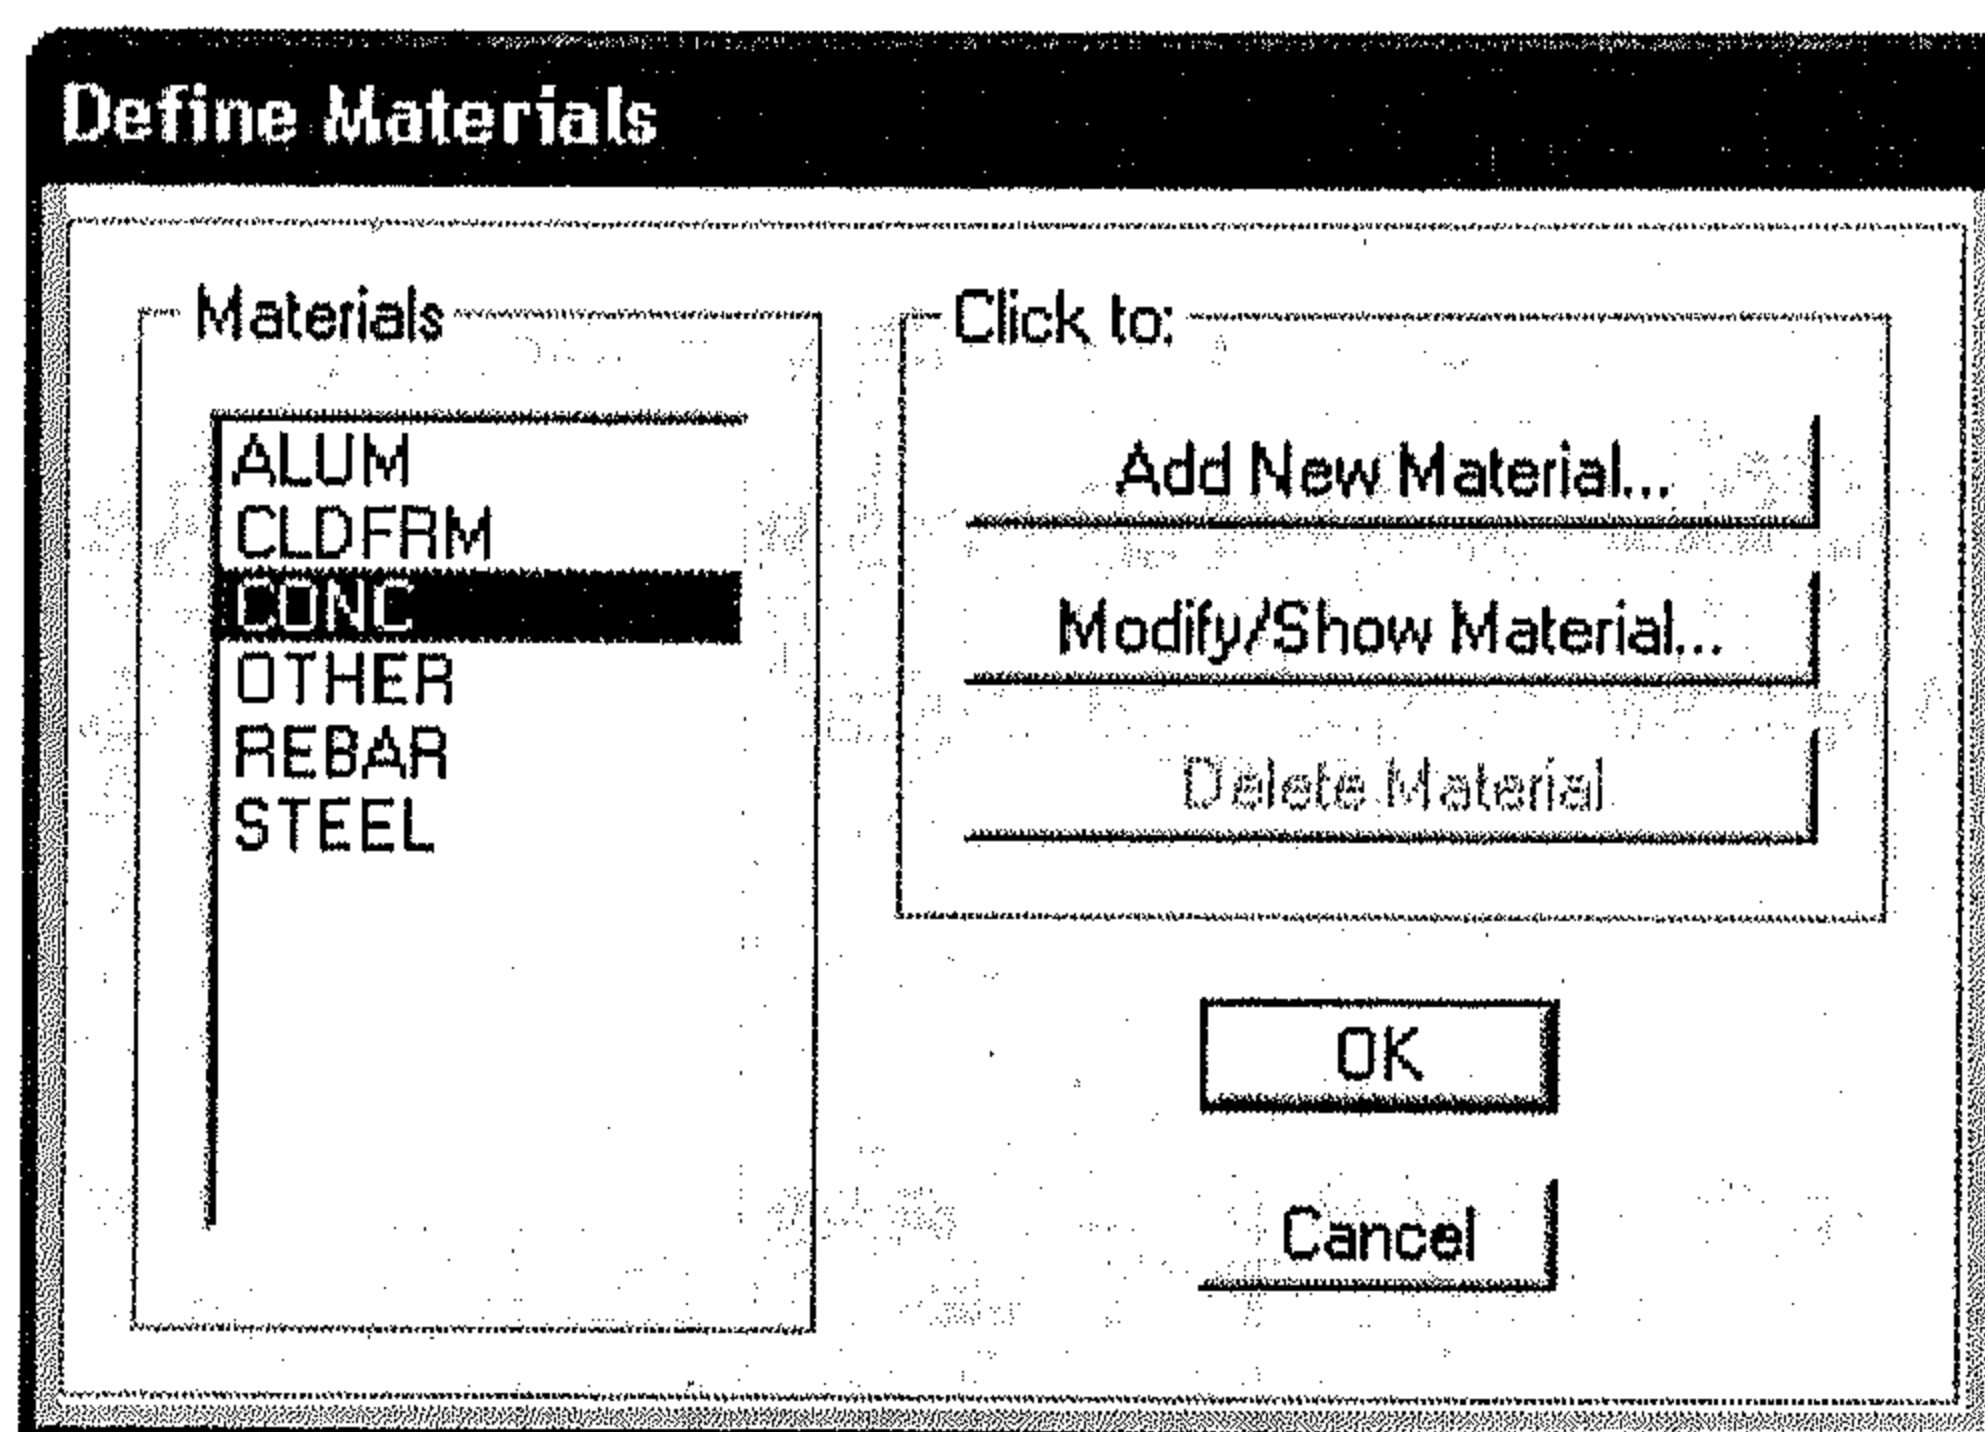 Define Materials
Materials
ALUM
CLDFRM
CONC
OTHER
REBAR
STEEL
Click to:
Add New Material...
Modify/Show Material...
Delete Material
OK
Cancel